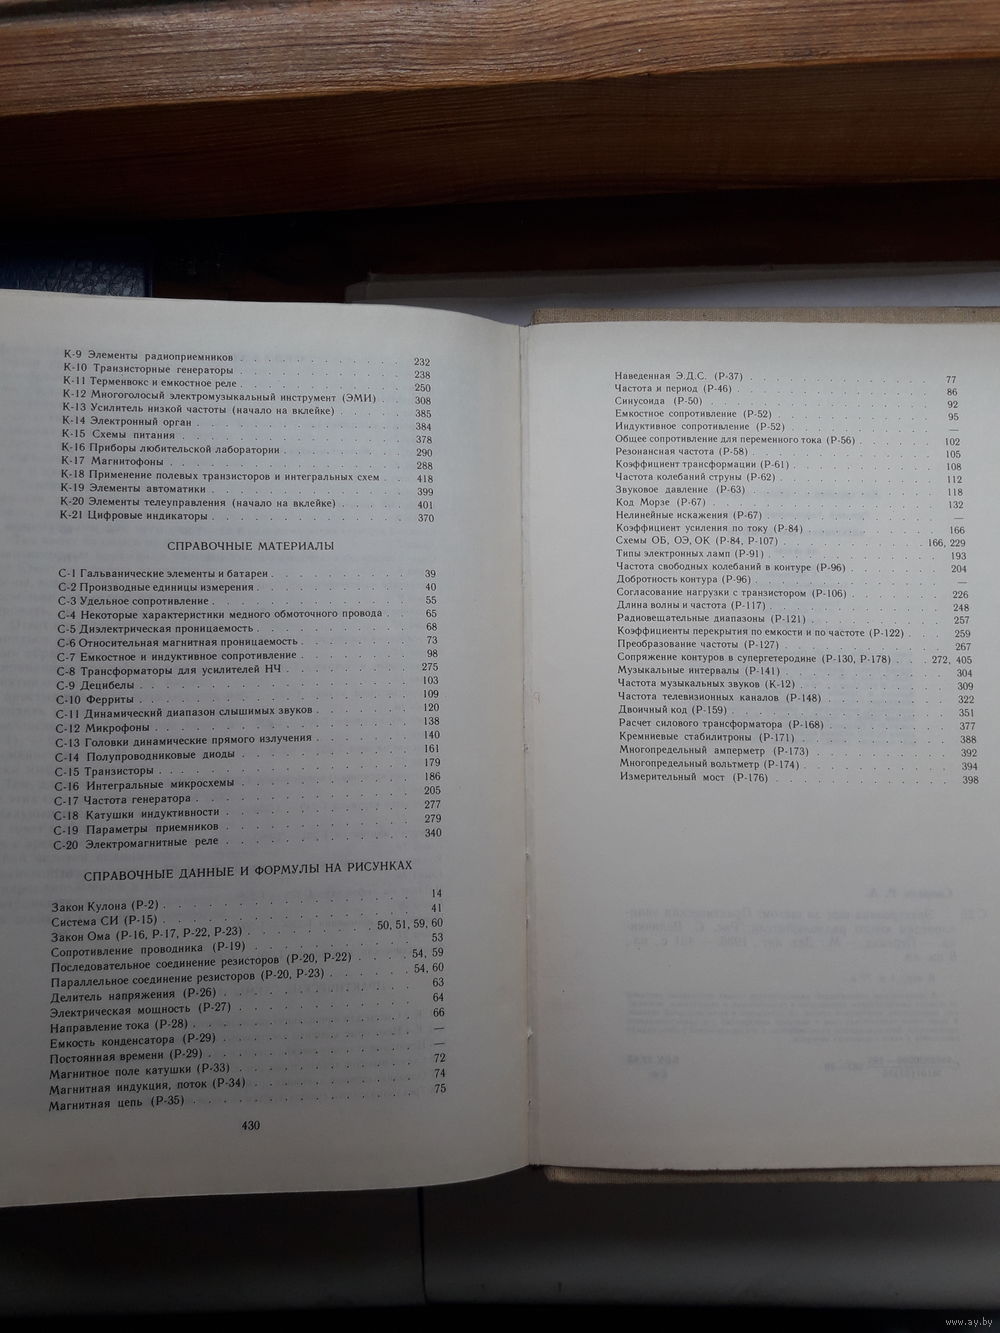 К-9 Элементы радиоприемников . . . . . . . . . . . . 232
К-10 Транзисторные генераторы . . . . . . . . . . . . 238
К-11 Терменвокс и емкостное реле . . . . . . . . . . . . 250
К-12 Многоголосый электромузыкальный инструмент (ЭМИ) . . 308
К-13 Усилитель низкой частоты (начало на вклейке) . . . . . 385
К-14 Электронный орган . . . . . . . . . . . . 384
К-15 Схемы питания . . . . . . . . . . . . 378
К-16 Приборы любительской лаборатории . . . . . . . . . 290
К-17 Магнитофоны . . . . . . . . . . . . 288
К-18 Применение полевых транзисторов и интегральных схем . . 418
К-19 Элементы автоматики . . . . . . . . . . . . 399
К-20 Элементы телеуправления (начало на вклейке) . . . . . 401
К-21 Цифровые индикаторы . . . . . . . . . . . . 370
СПРАВОЧНЫЕ МАТЕРИАЛЫ
С-1 Гальванические элементы и батареи . . . . . . . . . 39
С-2 Производные единицы измерения . . . . . . . . . 40
С-3 Удельное сопротивление . . . . . . . . . . . . 55
С-4 Некоторые характеристики медного обмоточного провода . . 65
С-5 Диэлектрическая проницаемость . . . . . . . . . 68
С-6 Относительная магнитная проницаемость . . . . . . . 73
С-7 Емкостное и индуктивное сопротивление . . . . . . . 98
С-8 Трансформаторы для усилителей НЧ . . . . . . . . 275
С-9 Децибелы . . . . . . . . . . . . 103
С-10 Ферриты . . . . . . . . . . . . 109
С-11 Динамический диапазон слышимых звуков . . . . . . 120
С-12 Микрофоны . . . . . . . . . . . . 138
С-13 Головки динамические прямого излучения . . . . . . 140
С-14 Полупроводниковые диоды . . . . . . . . . 161
С-15 Транзисторы . . . . . . . . . . . . 179
С-16 Интегральные микросхемы . . . . . . . . . 186
С-17 Частота генератора . . . . . . . . . . . . 205
С-18 Катушки индуктивности . . . . . . . . . 277
С-19 Параметры приемников . . . . . . . . . 279
С-20 Электромагнитные реле . . . . . . . . . 340
СПРАВОЧНЫЕ ДАННЫЕ И ФОРМУЛЫ НА РИСУНКАХ
Закон Кулона (Р-2) . . . . . . . . . . . . 14
Система СИ (Р-15) . . . . . . . . . . . . 41
Закон Ома (Р-16, Р-17, Р-22, Р-23) . . . . . . 50, 51, 59, 60
Сопротивление проводника (Р-19) . . . . . . . . . 53
Последовательное соединение резисторов (Р-20, Р-22) . . . . 54, 59
Параллельное соединение резисторов (Р-20, Р-23) . . . . 54, 60
Делитель напряжения (Р-26) . . . . . . . . . 63
Электрическая мощность (Р-27) . . . . . . . . . 64
Направление тока (Р-28) . . . . . . . . . 66
Емкость конденсатора (Р-29) . . . . . . . . . —
Постоянная времени (Р-29) . . . . . . . . . —
Магнитное поле катушки (Р-33) . . . . . . . . . 72
Магнитная индукция, поток (Р-34) . . . . . . . . 74
Магнитная цепь (Р-35) . . . . . . . . . 75
430
Наведенная Э.Д.С. (Р-37) . . . . . . . . . 77
Частота и период (Р-46) . . . . . . . . . 86
Синусоида (Р-50) . . . . . . . . . 92
Емкостное сопротивление (Р-52) . . . . . . . . . 95
Индуктивное сопротивление (Р-52) . . . . . . . . . —
Общее сопротивление для переменного тока (Р-56) . . . . . 102
Резонансная частота (Р-58) . . . . . . . . . 105
Коэффициент трансформации (Р-61) . . . . . . . . . 108
Частота колебаний струны (Р-62) . . . . . . . . . 112
Звуковое давление (Р-63) . . . . . . . . . 118
Код Морзе (Р-67) . . . . . . . . . 132
Нелинейные искажения (Р-67) . . . . . . . . . —
Коэффициент усиления по току (Р-84) . . . . . . . . . 166
Схемы ОБ, ОЭ, ОК (Р-84, Р-107) . . . . . . . . . 166, 229
Типы электронных ламп (Р-91) . . . . . . . . . 193
Частота свободных колебаний в контуре (Р-96) . . . . . . 204
Добротность контура (Р-96) . . . . . . . . . —
Согласование нагрузки с транзистором (Р-106) . . . . . . 226
Длина волны и частота (Р-117) . . . . . . . . . 248
Радиовещательные диапазоны (Р-121) . . . . . . . . . 257
Коэффициенты перекрытия по емкости и по частоте (Р-122) . . 259
Преобразование частоты (Р-127) . . . . . . . . . 267
Сопряжение контуров в супергетеродине (Р-130, Р-178) . . . 272, 405
Музыкальные интервалы (Р-141) . . . . . . . . . 304
Частота музыкальных звуков (К-12) . . . . . . . . . 309
Частота телевизионных каналов (Р-148) . . . . . . . . . 322
Двоичный код (Р-159) . . . . . . . . . 351
Расчет силового трансформатора (Р-168) . . . . . . . . . 377
Кремниевые стабилитроны (Р-171) . . . . . . . . . 388
Многопредельный амперметр (Р-173) . . . . . . . . . 392
Многопредельный вольтметр (Р-174) . . . . . . . . . 394
Измерительный мост (Р-176) . . . . . . . . . 398
www.ay.by